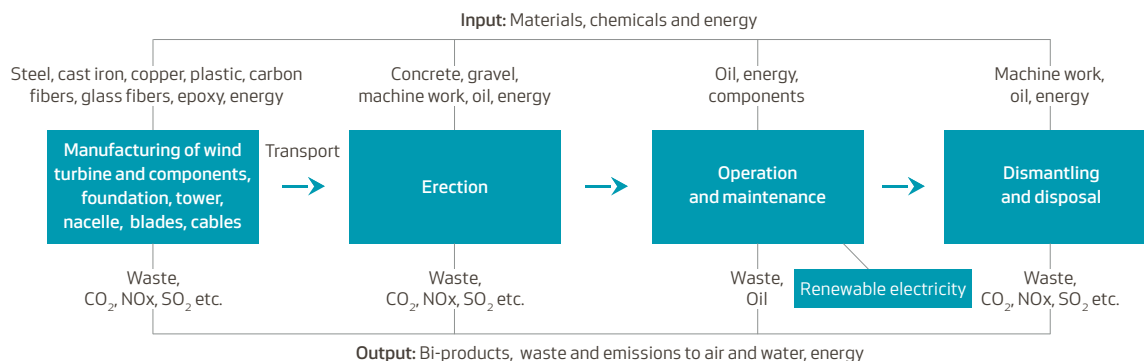 Input: Materials, chemicals and energy
Steel, cast iron, copper, plastic, carbon
fibers, glass fibers, epoxy, energy
Concrete, gravel,
machine work, oil, energy
Oil, energy,
components
Machine work,
oil, energy
Manufacturing of wind
turbine and components,
foundation, tower,
nacelle, blades, cables
Transport
Erection
Operation
and maintenance
Dismantling
and disposal
Waste,
CO₂, NOx, SO₂ etc.
Waste,
CO₂, NOx, SO₂ etc.
Waste,
Oil
Renewable electricity
Waste,
CO₂, NOx, SO₂ etc.
Output: Bi-products, waste and emissions to air and water, energy